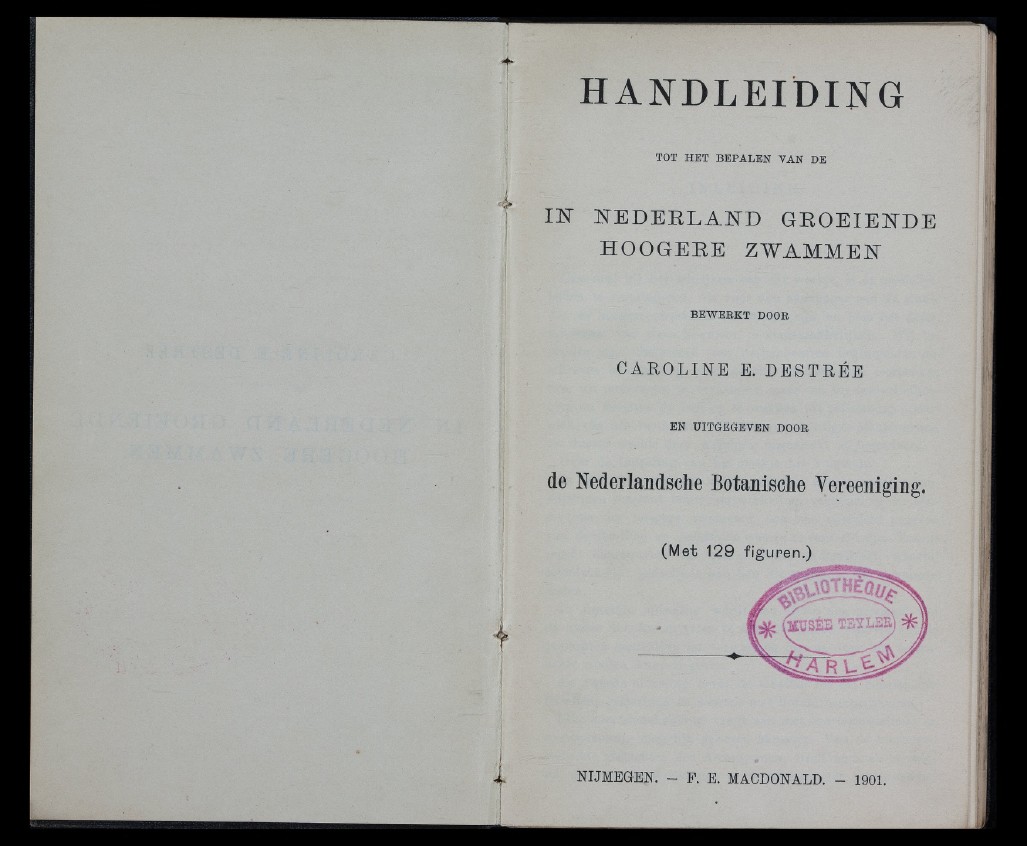 HANDLEIDING
TOT HET BEPALEN VAN DE
IN NEDERLAND GROEIENDE
HOOGERE ZWAMMEN
BEWERKT DOOR
CAROLINE E. DESTRÉE
EN UITGEGEVEN DOOR
de Nederlandsche Botanische Vereeniging.
(Met 129 figuren.)
BIBLIOTHÈQUE
* MUSÉE TEYLER *
HARLEM
NIJMEGEN. — F. E. MACDONALD. — 1901.